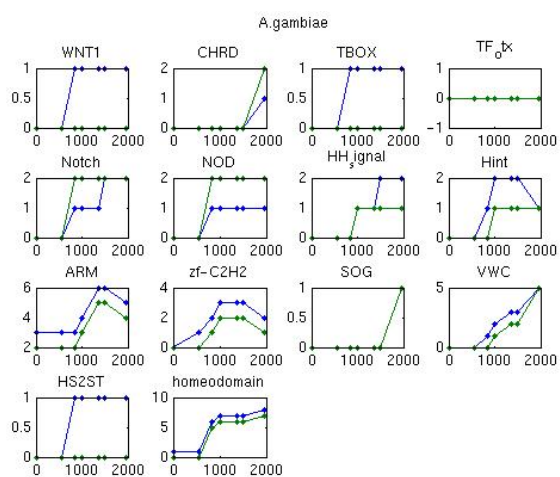 A.gambiae
WNT1 CHRD TBOX TF_otx
1 2 1 1
0.5 1 0.5 0
0 0 0 -1
0 1000 2000 0 1000 2000 0 1000 2000 0 1000 2000
Notch NOD HH_signal Hint
2 2 2 2
1 1 1 1
0 0 0 0
0 1000 2000 0 1000 2000 0 1000 2000 0 1000 2000
ARM zf-C2H2 SOG VWC
6 4 1 5
4 2 0.5
2 0 0 0
0 1000 2000 0 1000 2000 0 1000 2000 0 1000 2000
HS2ST homeodomain
1 10
0.5 5
0 0
0 1000 2000 0 1000 2000